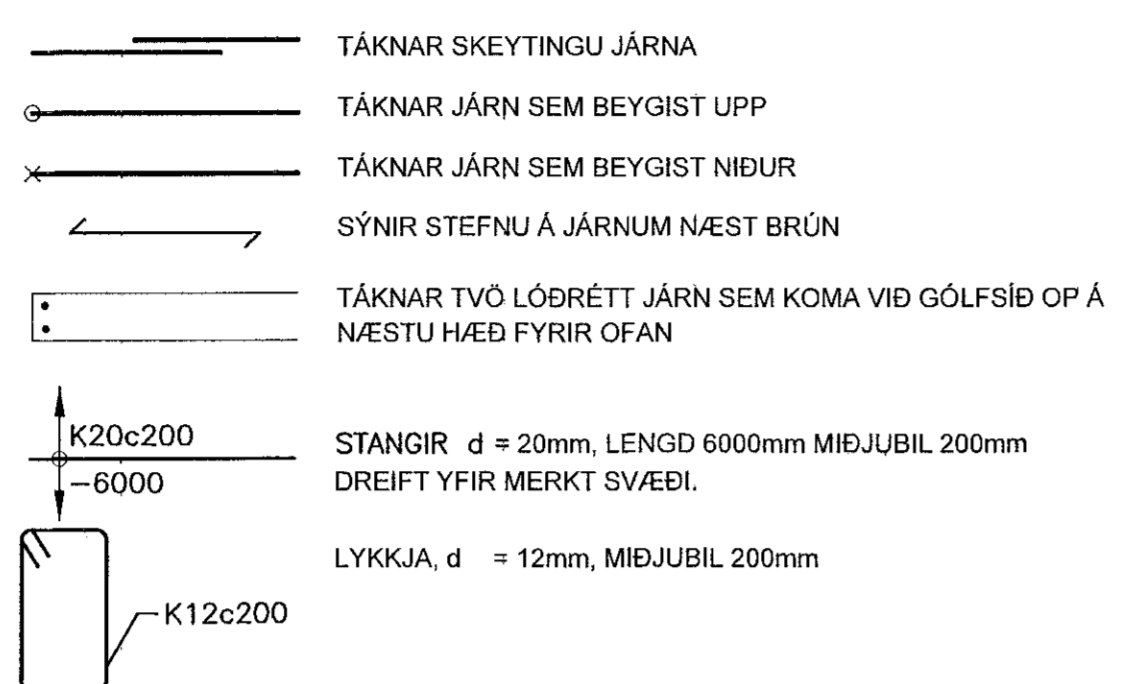 TÁKNAR SKEYTINGU JÁRNA
TÁKNAR JÁRN SEM BEYGIST UPP
TÁKNAR JÁRN SEM BEYGIST NIÐUR
SÝNIR STEFNU Á JÁRNUM NÆST BRÚN
TÁKNAR TVÖ LÓÐRÉTT JÁRN SEM KOMA VIÐ GÓLFSÍÐ OP Á
NÆSTU HÆÐ FYRIR OFAN
K20c200
-6000
STANGIR d = 20mm, LENGD 6000mm MIÐJUBIL 200mm
DREIFT YFIR MERKT SVÆÐI.
LYKKJA, d = 12mm, MIÐJUBIL 200mm
K12c200